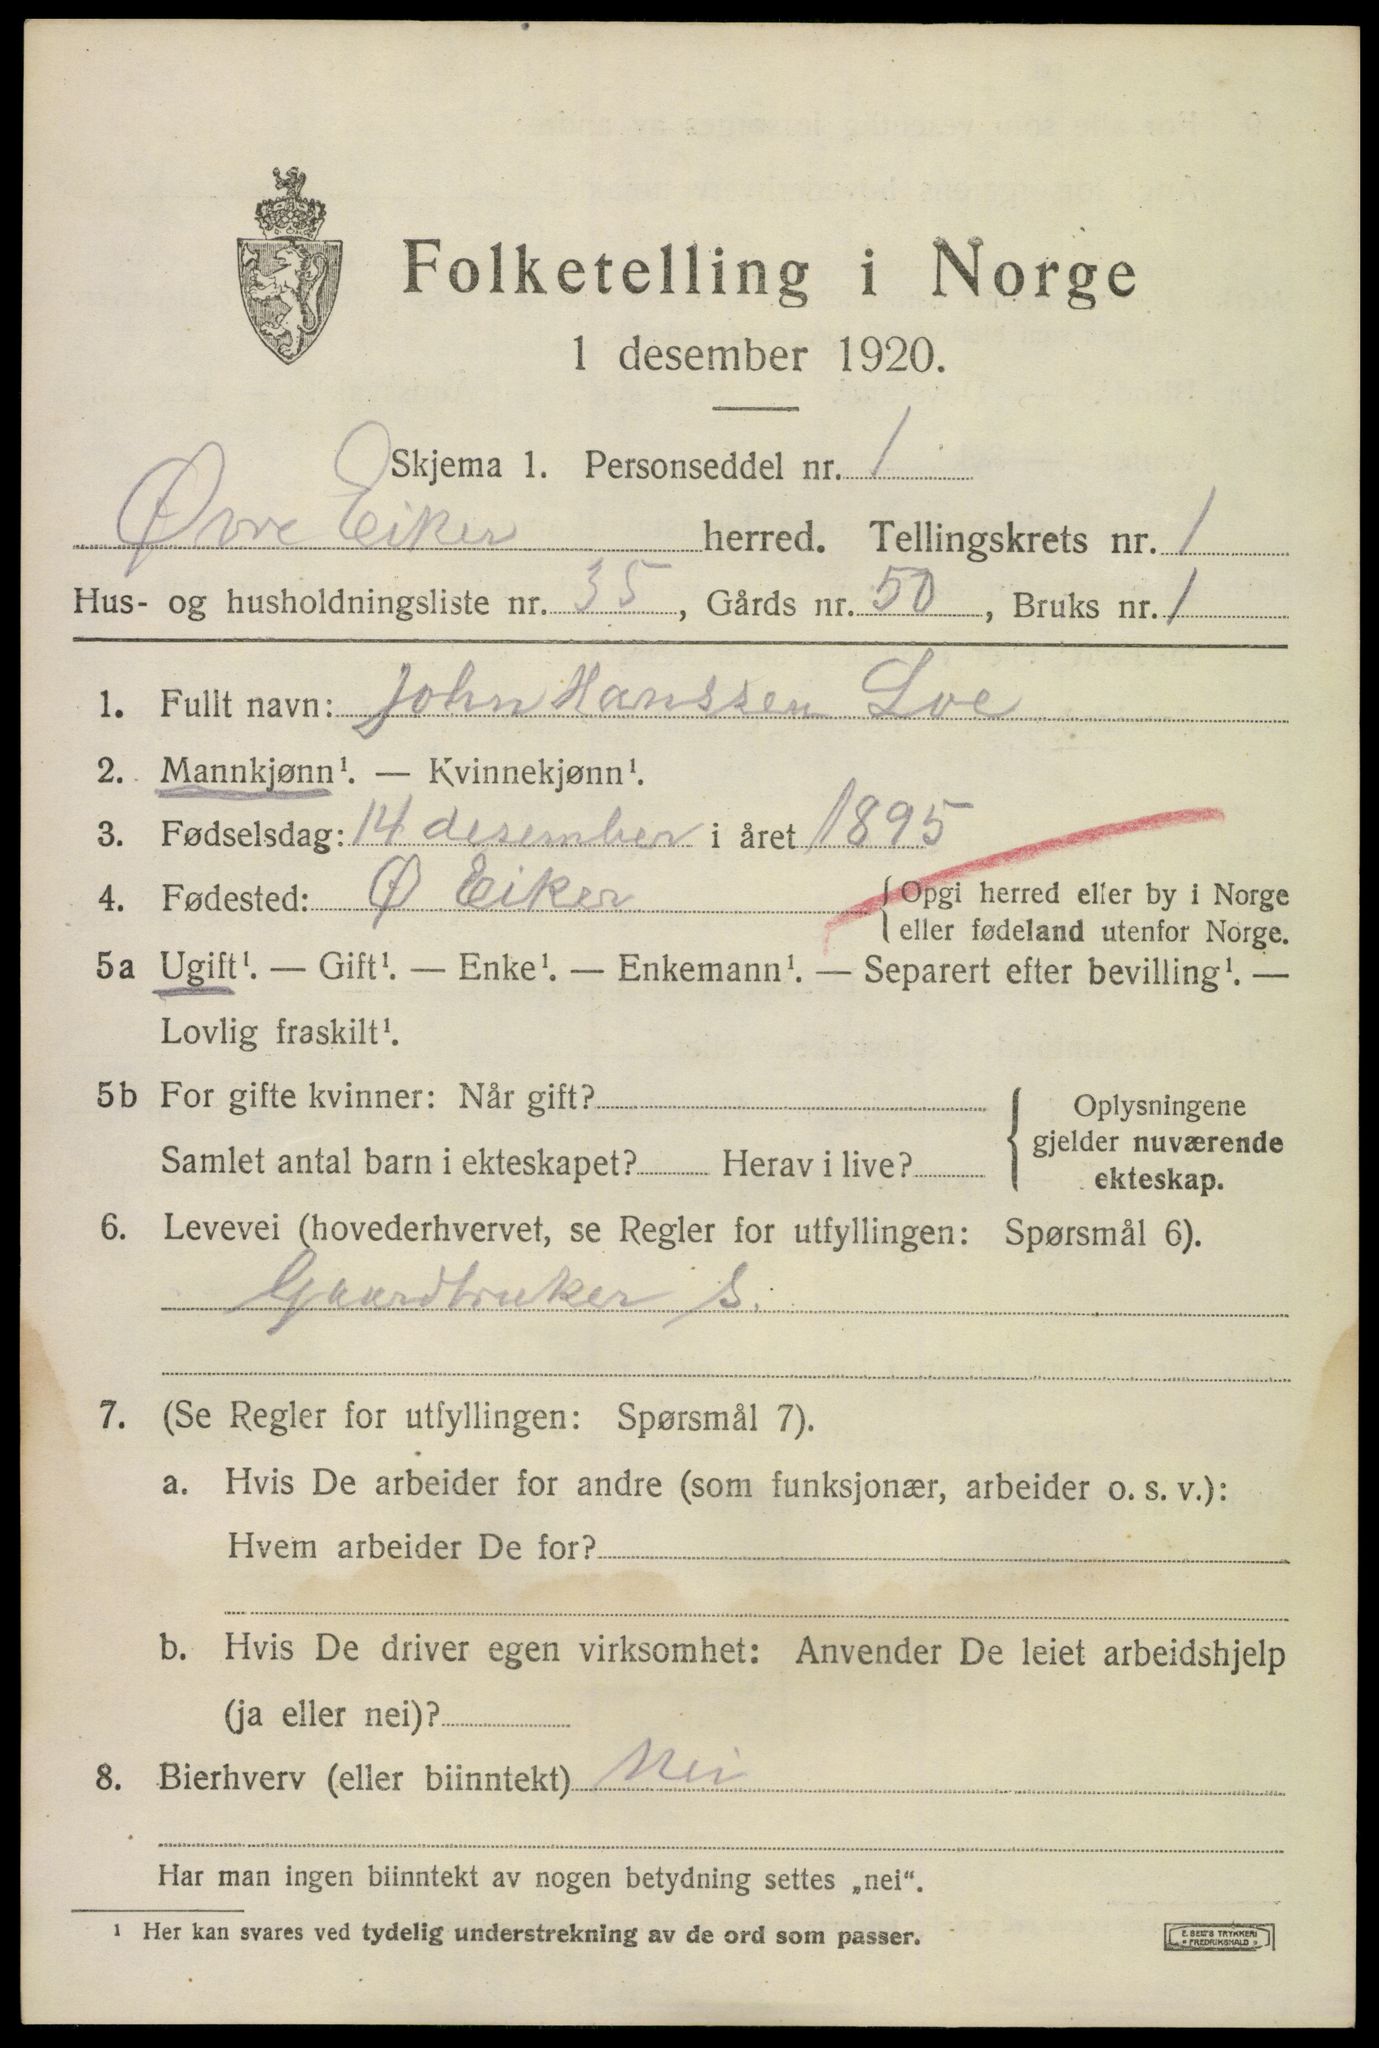 Folketelling i Norge
1 desember 1920.
Skjema 1. Personseddel nr. 1
Øvre Eiker herred. Tellingskrets nr. 1
Hus- og husholdningsliste nr. 35, Gårds nr. 50, Bruks nr. 1
1. Fullt navn: John Hanssen Loe
2. Mannkjønn¹. — Kvinnekjønn¹.
3. Fødselsdag: 14 desember i året 1895
4. Fødested: Ø Eiker { Opgi herred eller by i Norge
eller fødeland utenfor Norge.
5a Ugift¹. — Gift¹. — Enke¹. — Enkemann¹. — Separert efter bevilling¹. —
Lovlig fraskilt¹.
5b For gifte kvinner: Når gift?
Samlet antal barn i ekteskapet? Herav i live?
{ Oplysningene
gjelder nuværende
ekteskap.
6. Levevei (hovederhvervet, se Regler for utfyllingen: Spørsmål 6).
Gaardbruker S.
7. (Se Regler for utfyllingen: Spørsmål 7).
a. Hvis De arbeider for andre (som funksjonær, arbeider o. s. v.):
Hvem arbeider De for?
b. Hvis De driver egen virksomhet: Anvender De leiet arbeidshjelp
(ja eller nei)?
8. Bierhverv (eller biinntekt) Nei
Har man ingen biinntekt av nogen betydning settes „nei“.
¹ Her kan svares ved tydelig understrekning av de ord som passer.
E. SEM'S TRYKKERI
FREDRIKSHALD